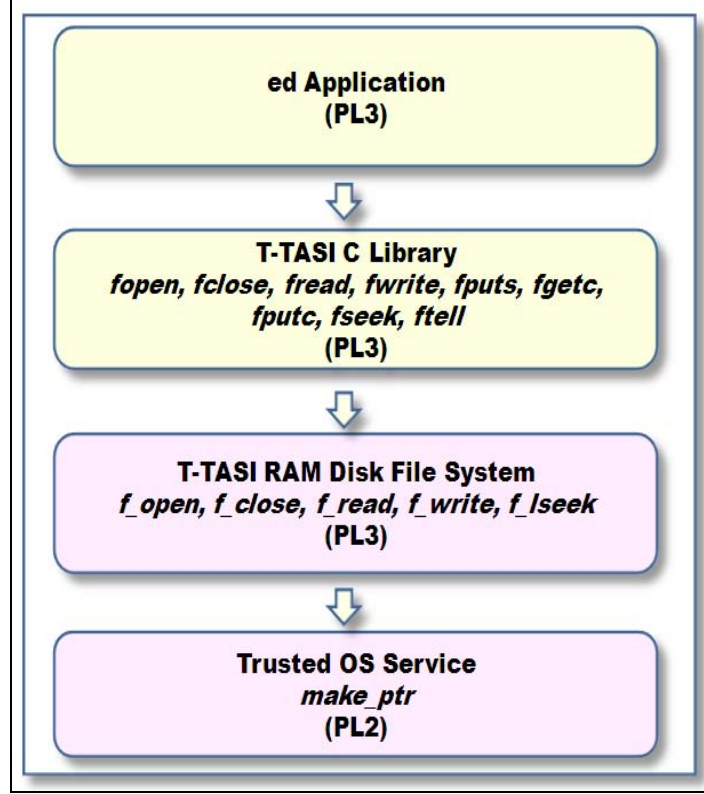 ed Application
(PL3)
T-TASI C Library
fopen, fclose, fread, fwrite, fputs, fgetc,
fputc, fseek, ftell
(PL3)
T-TASI RAM Disk File System
f_open, f_close, f_read, f_write, f_lseek
(PL3)
Trusted OS Service
make_ptr
(PL2)